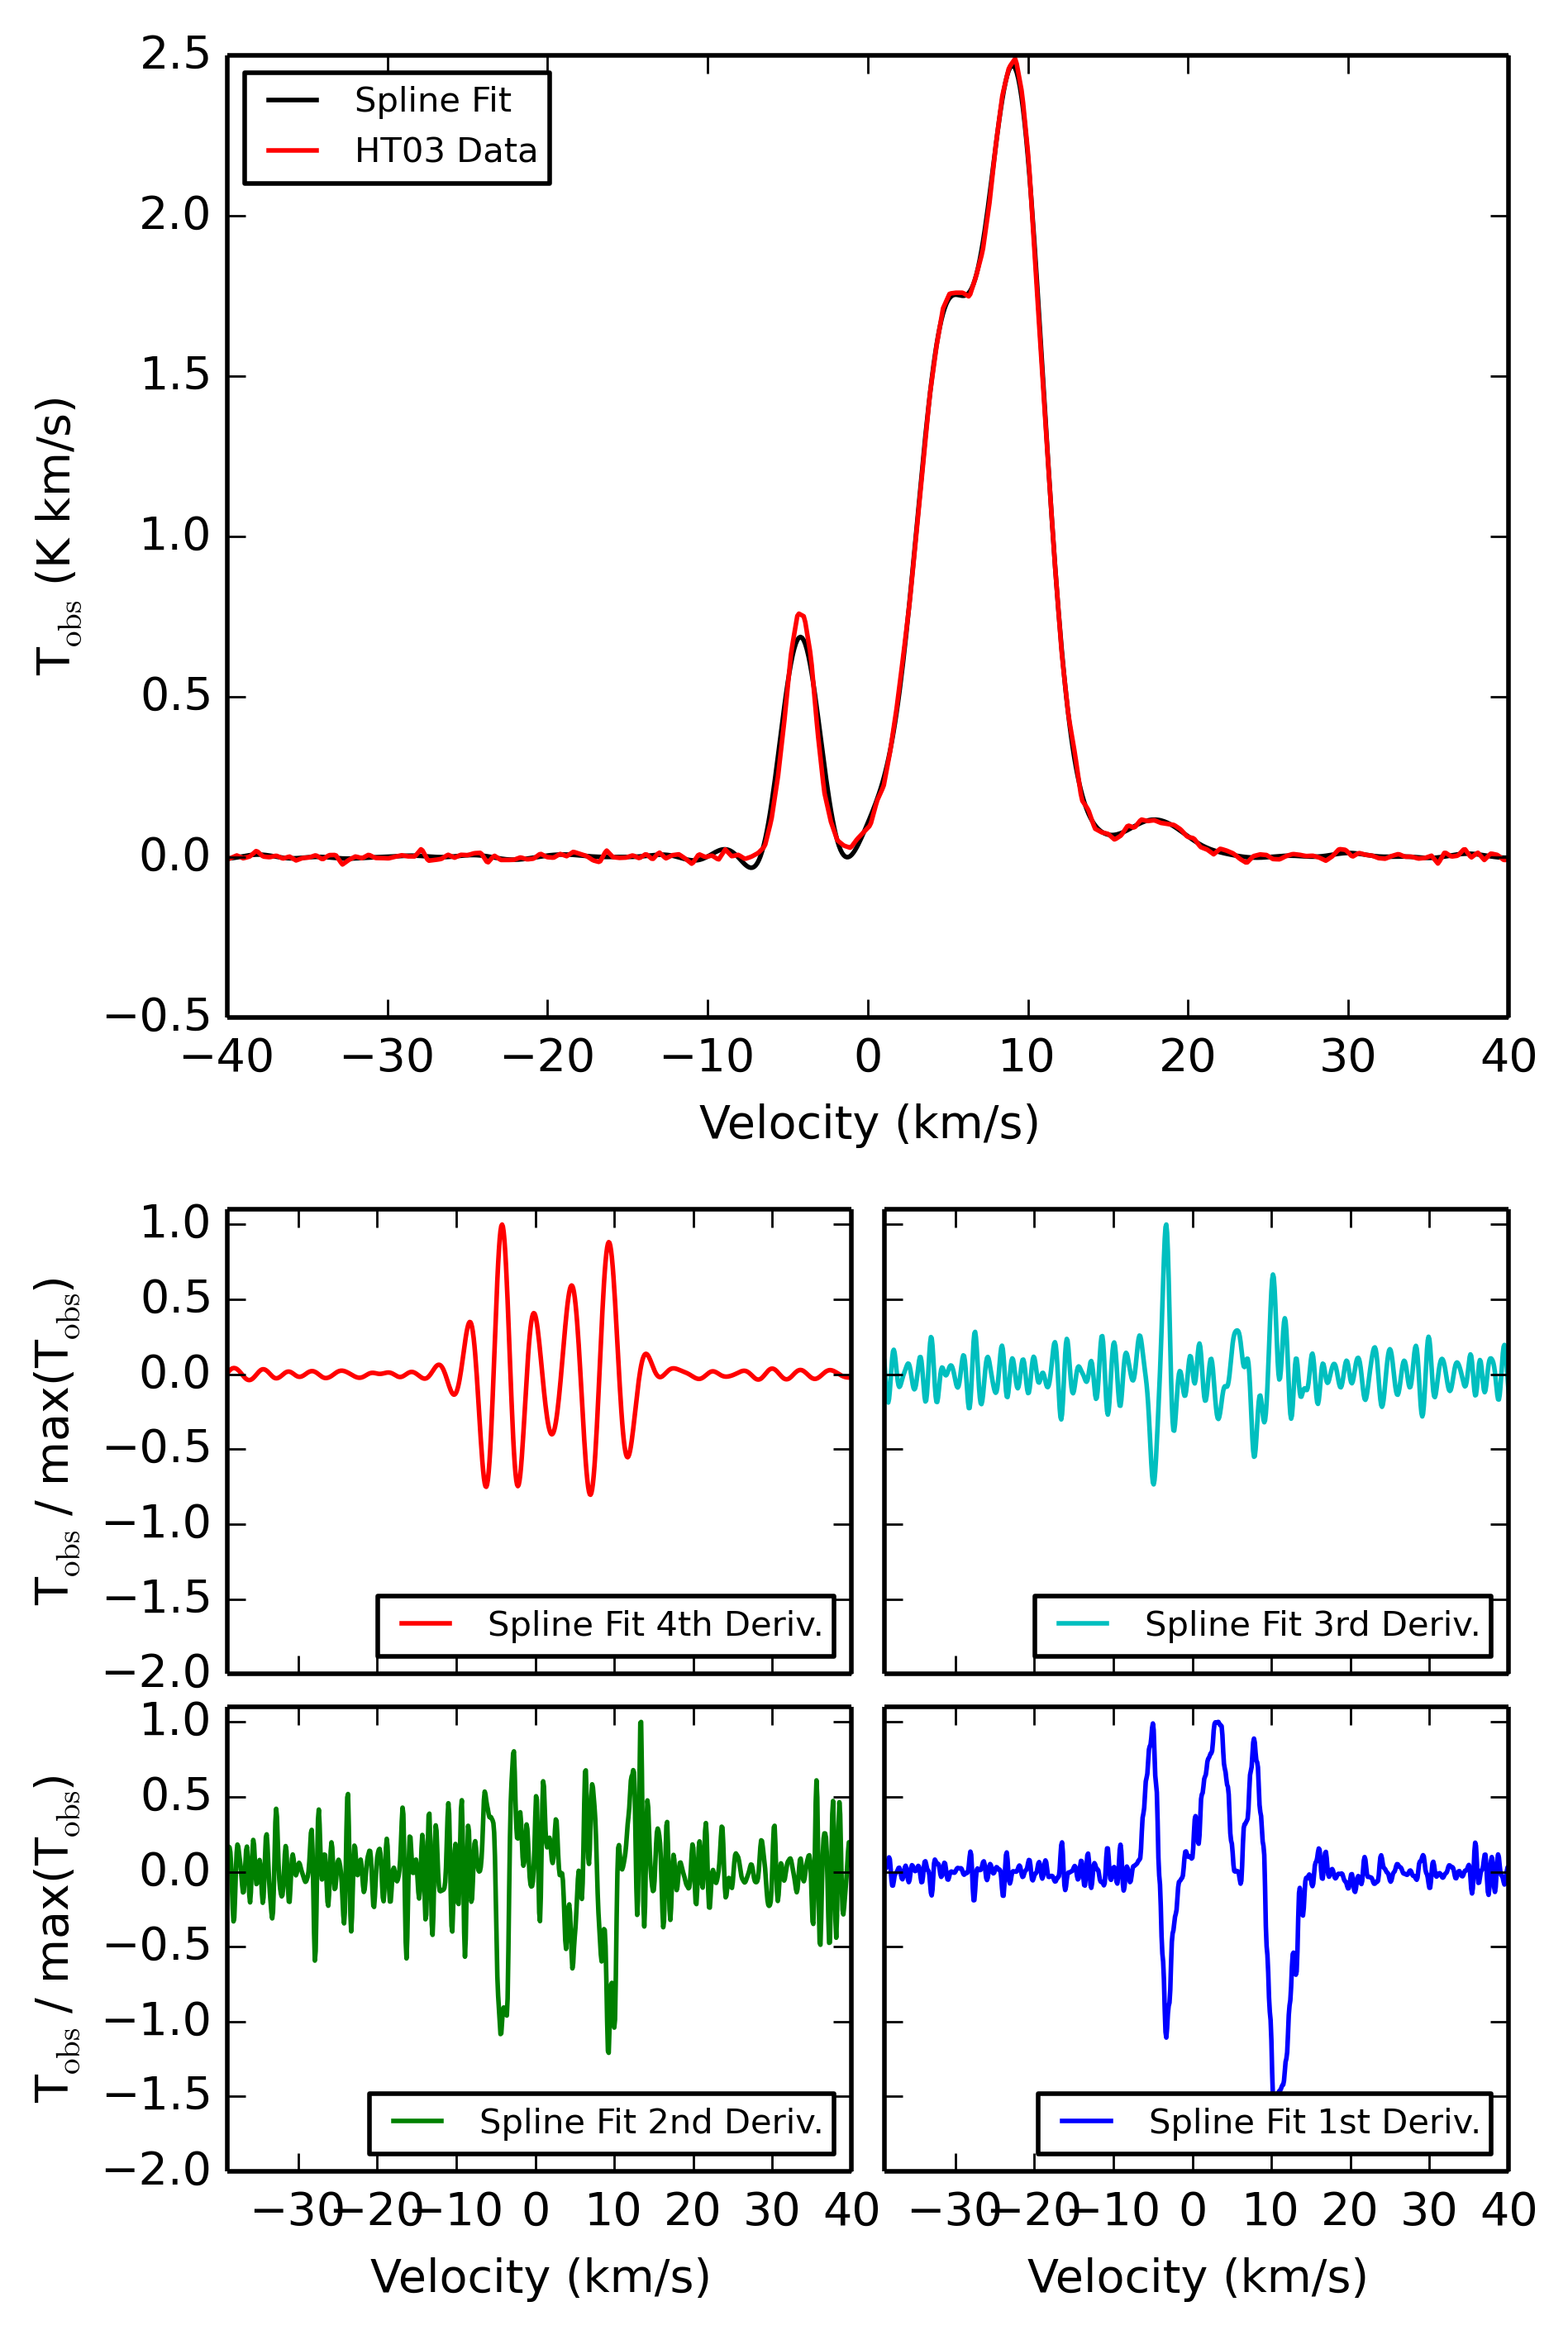 2.5
Spline Fit
HT03 Data
2.0
1.5
1.0
0.5
0.0
−0.5
T_obs (K km/s)
−40 −30 −20 −10 0 10 20 30 40
Velocity (km/s)
1.0
0.5
0.0
−0.5
−1.0
−1.5
−2.0
T_obs / max(T_obs)
Spline Fit 4th Deriv.
Spline Fit 3rd Deriv.
1.0
0.5
0.0
−0.5
−1.0
−1.5
−2.0
T_obs / max(T_obs)
Spline Fit 2nd Deriv.
Spline Fit 1st Deriv.
−30 −20 −10 0 10 20 30 40
−30 −20 −10 0 10 20 30 40
Velocity (km/s)
Velocity (km/s)